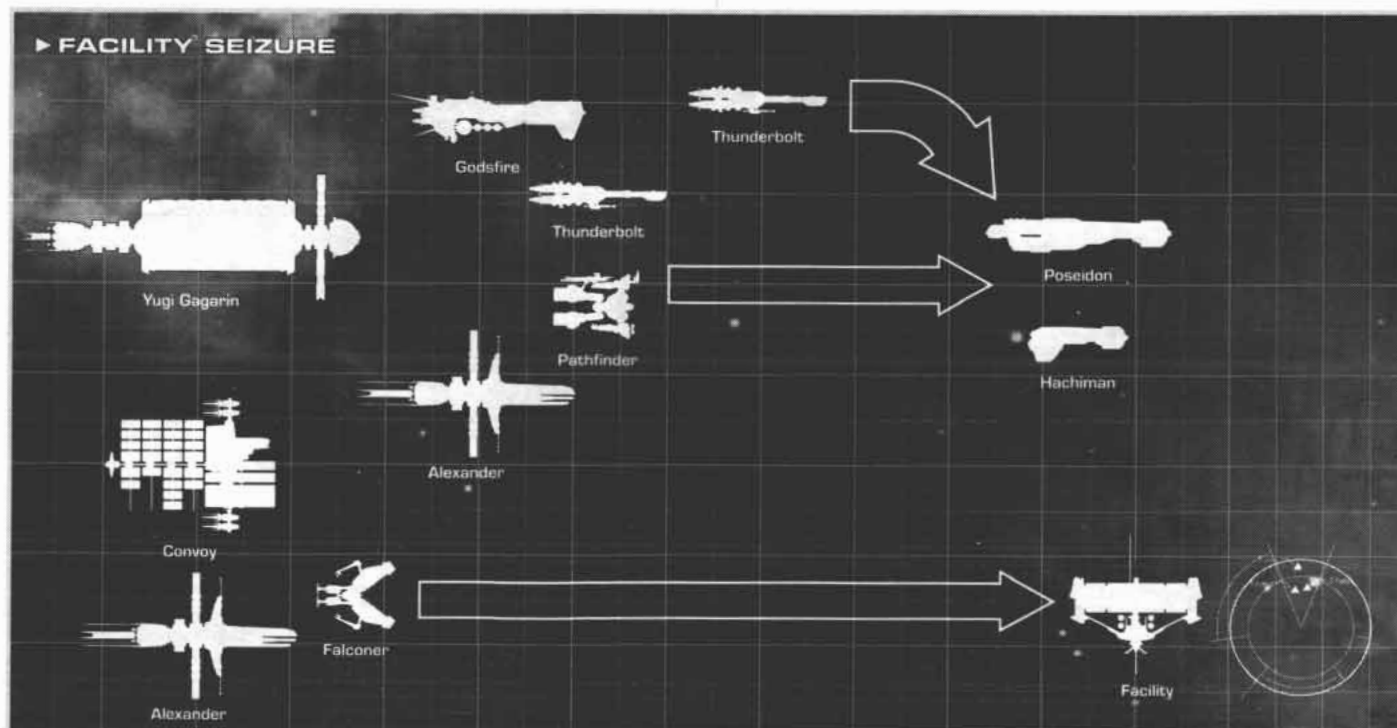 ▸ FACILITY SEIZURE
Godsfire
Thunderbolt
Thunderbolt
Yugi Gagarin
Poseidon
Pathfinder
Hachiman
Alexander
Convoy
Falconer
Facility
Alexander